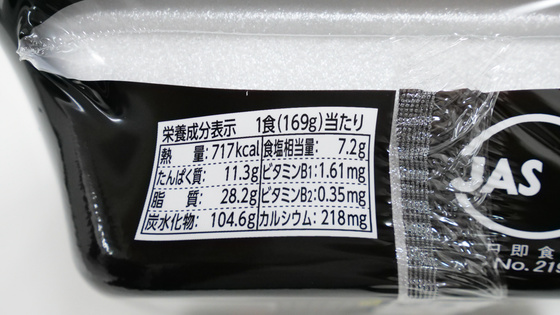 栄養成分表示 1食(169g)当たり
熱量:717kcal 食塩相当量: 7.2g
たんぱく質: 11.3g ビタミンB1:1.61mg
脂質: 28.2g ビタミンB2:0.35mg
炭水化物: 104.6g カルシウム:218mg
JAS
即食
No.219